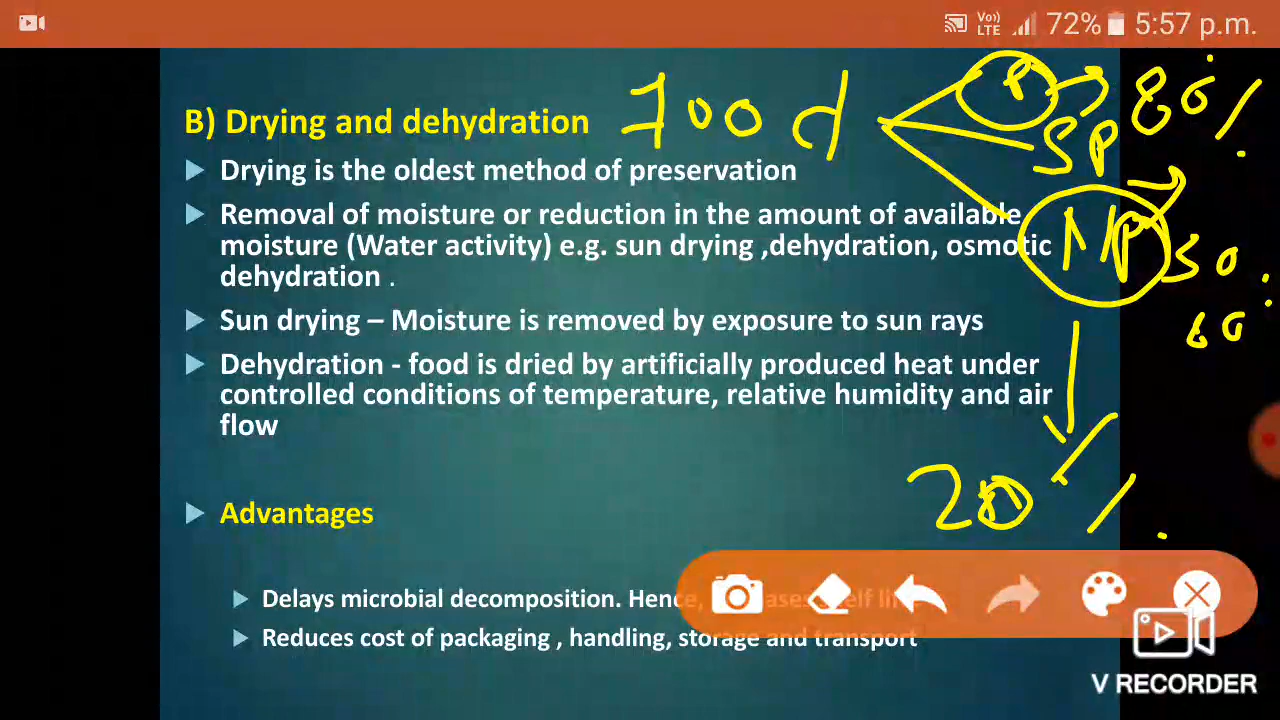 72% 5:57 p.m.
Vo)
LTE
B) Drying and dehydration
Food
P
80%
SP
NP
50
60
20%
Drying is the oldest method of preservation
Removal of moisture or reduction in the amount of available
moisture (Water activity) e.g. sun drying ,dehydration, osmotic
dehydration .
Sun drying – Moisture is removed by exposure to sun rays
Dehydration - food is dried by artificially produced heat under
controlled conditions of temperature, relative humidity and air
flow
Advantages
Delays microbial decomposition. Hence,
Reduces cost of packaging , handling, storage and transport
V RECORDER